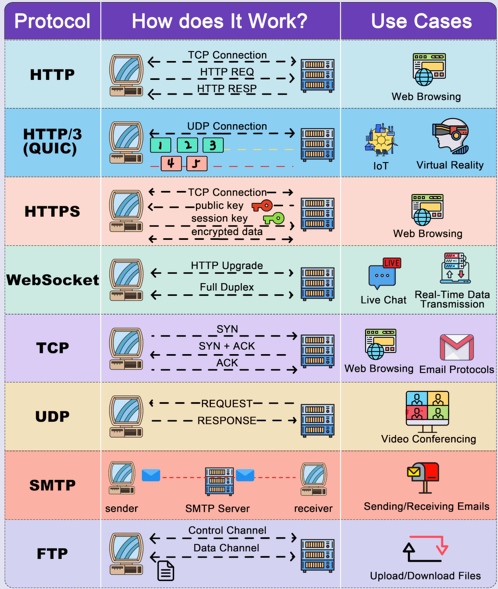 Protocol
How does It Work?
Use Cases
HTTP
TCP Connection
HTTP REQ
HTTP RESP
Web Browsing
HTTP/3
(QUIC)
UDP Connection
1 2 3
4 5
IoT
Virtual Reality
HTTPS
TCP Connection
public key
session key
encrypted data
Web Browsing
WebSocket
HTTP Upgrade
Full Duplex
LIVE
Live Chat
Real-Time Data
Transmission
TCP
SYN
SYN + ACK
ACK
Web Browsing
Email Protocols
UDP
REQUEST
RESPONSE
Video Conferencing
SMTP
sender
SMTP Server
receiver
Sending/Receiving Emails
FTP
Control Channel
Data Channel
Upload/Download Files